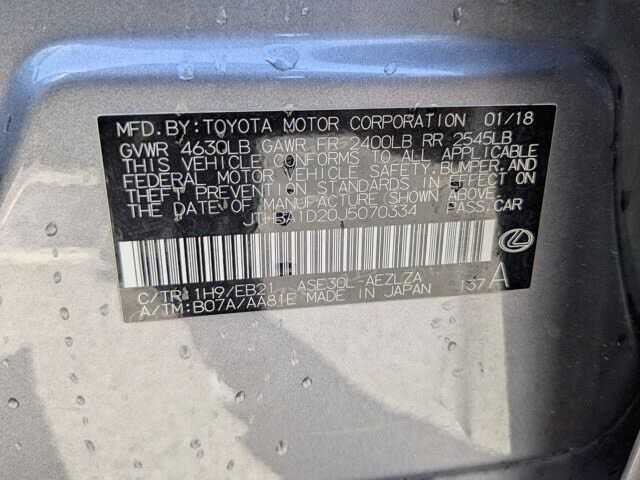 MFD.BY:TOYOTA MOTOR CORPORATION 01/18
GVWR 4630LB GAWR FR 2400LB RR 2545LB
THIS VEHICLE CONFORMS TO ALL APPLICABLE
FEDERAL MOTOR VEHICLE SAFETY,BUMPER,AND
THEFT PREVENTION STANDARDS IN EFFECT ON
THE DATE OF MANUFACTURE SHOWN ABOVE.
JTHBA1D20J5070334 PASS.CAR
C/TR:1H9/EB21 ASE30L-AEZLZA
A/TM:B07A/AA81E MADE IN JAPAN 137 A